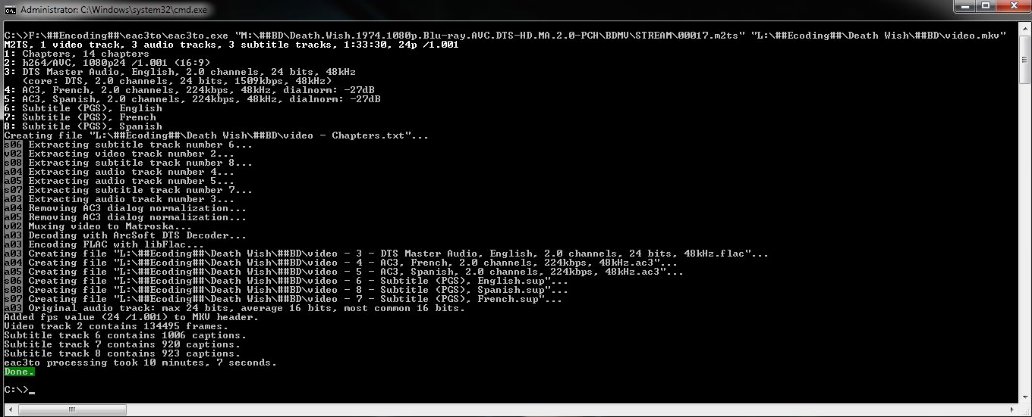 Administrator: C:\Windows\system32\cmd.exe
C:\>F:\##Encoding##\eac3to\eac3to.exe "M:\##BD\Death.Wish.1974.1080p.Blu-ray.AVC.DTS-HD.MA.2.0-PCH\BDMV\STREAM\00017.m2ts" "L:\##Ecoding##\Death Wish\##BD\video.mkv"
M2TS, 1 video track, 3 audio tracks, 3 subtitle tracks, 1:33:30, 24p /1.001
1: Chapters, 14 chapters
2: h264/AVC, 1080p24 /1.001 (16:9)
3: DTS Master Audio, English, 2.0 channels, 24 bits, 48kHz
(core: DTS, 2.0 channels, 24 bits, 1509kbps, 48kHz)
4: AC3, French, 2.0 channels, 224kbps, 48kHz, dialnorm: -27dB
5: AC3, Spanish, 2.0 channels, 224kbps, 48kHz, dialnorm: -27dB
6: Subtitle (PGS), English
7: Subtitle (PGS), French
8: Subtitle (PGS), Spanish
Creating file "L:\##Ecoding##\Death Wish\##BD\video - Chapters.txt"...
s06 Extracting subtitle track number 6...
v02 Extracting video track number 2...
s08 Extracting subtitle track number 8...
a04 Extracting audio track number 4...
a05 Extracting audio track number 5...
s07 Extracting subtitle track number 7...
a03 Extracting audio track number 3...
a04 Removing AC3 dialog normalization...
a05 Removing AC3 dialog normalization...
v02 Muxing video to Matroska...
a03 Decoding with ArcSoft DTS Decoder...
a03 Encoding FLAC with libFlac...
a03 Creating file "L:\##Ecoding##\Death Wish\##BD\video - 3 - DTS Master Audio, English, 2.0 channels, 24 bits, 48kHz.flac"...
a04 Creating file "L:\##Ecoding##\Death Wish\##BD\video - 4 - AC3, French, 2.0 channels, 224kbps, 48kHz.ac3"...
a05 Creating file "L:\##Ecoding##\Death Wish\##BD\video - 5 - AC3, Spanish, 2.0 channels, 224kbps, 48kHz.ac3"...
s06 Creating file "L:\##Ecoding##\Death Wish\##BD\video - 6 - Subtitle (PGS), English.sup"...
s08 Creating file "L:\##Ecoding##\Death Wish\##BD\video - 8 - Subtitle (PGS), Spanish.sup"...
s07 Creating file "L:\##Ecoding##\Death Wish\##BD\video - 7 - Subtitle (PGS), French.sup"...
a03 Original audio track: max 24 bits, average 16 bits, most common 16 bits.
Added fps value (24 /1.001) to MKV header.
Video track 2 contains 134495 frames.
Subtitle track 6 contains 1006 captions.
Subtitle track 7 contains 920 captions.
Subtitle track 8 contains 923 captions.
eac3to processing took 10 minutes, 7 seconds.
Done.
C:\>_